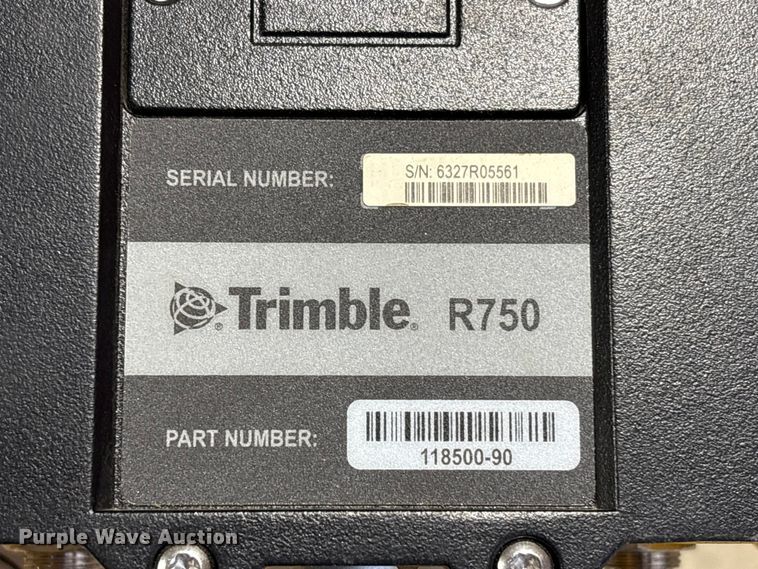 SERIAL NUMBER: S/N: 6327R05561
Trimble® R750
PART NUMBER: 118500-90
Purple Wave Auction